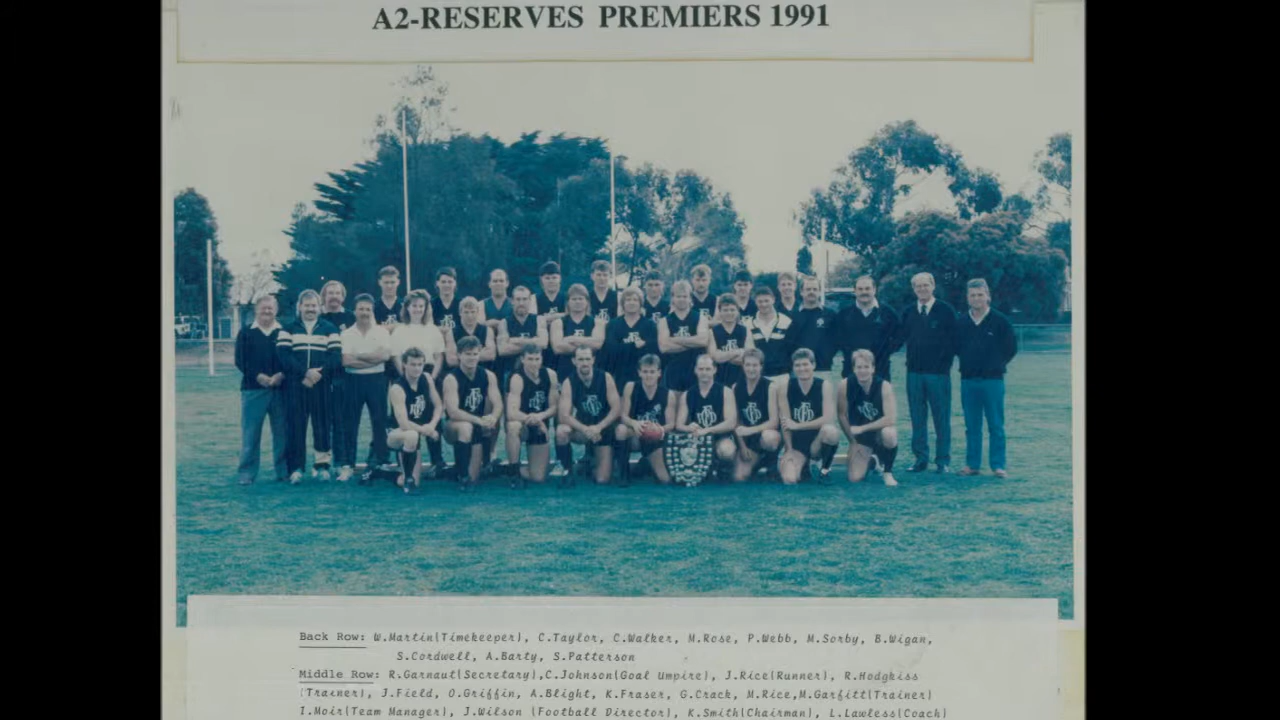 A2-RESERVES PREMIERS 1991
Back Row: W.Martin(Timekeeper), C.Taylor, C.Walker, M.Rose, P.Webb, M.Sorby, B.Wigan,
S.Cordwell, A.Barty, S.Patterson
Middle Row: R.Garnaut(Secretary),C.Johnson(Goal Umpire), J.Rice(Runner), R.Hodgkiss
(Trainer), J.Field, O.Griffin, A.Blight, K.Fraser, G.Crack, M.Rice,M.Garfitt(Trainer)
I.Moir(Team Manager), J.Wilson (Football Director), K.Smith(Chairman), L.Lawless(Coach)